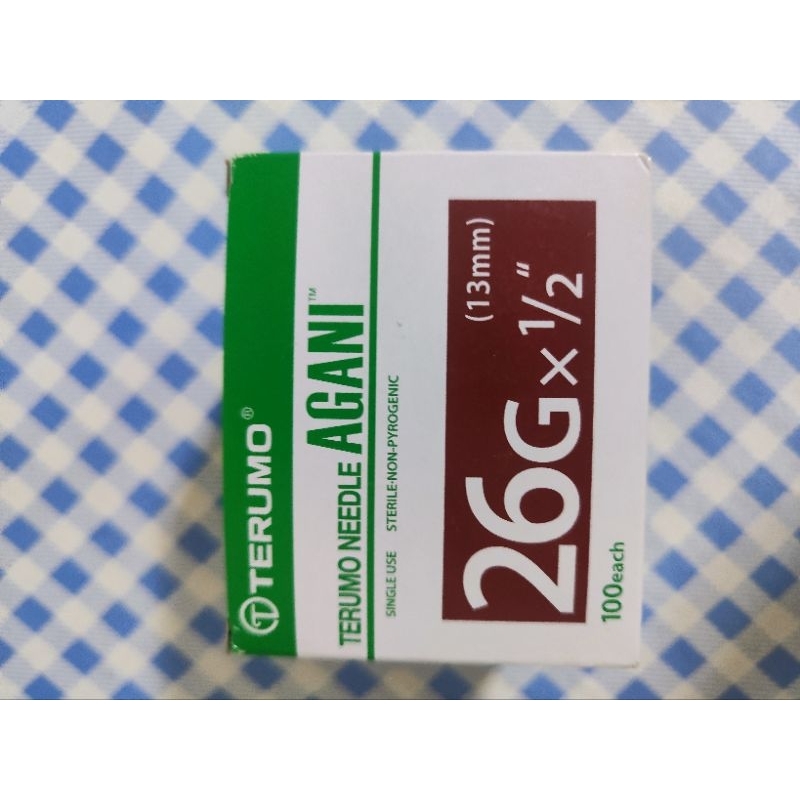 TERUMO®
TERUMO NEEDLE
AGANI™
SINGLE USE STERILE·NON-PYROGENIC
26G×1/2"
(13mm)
100each